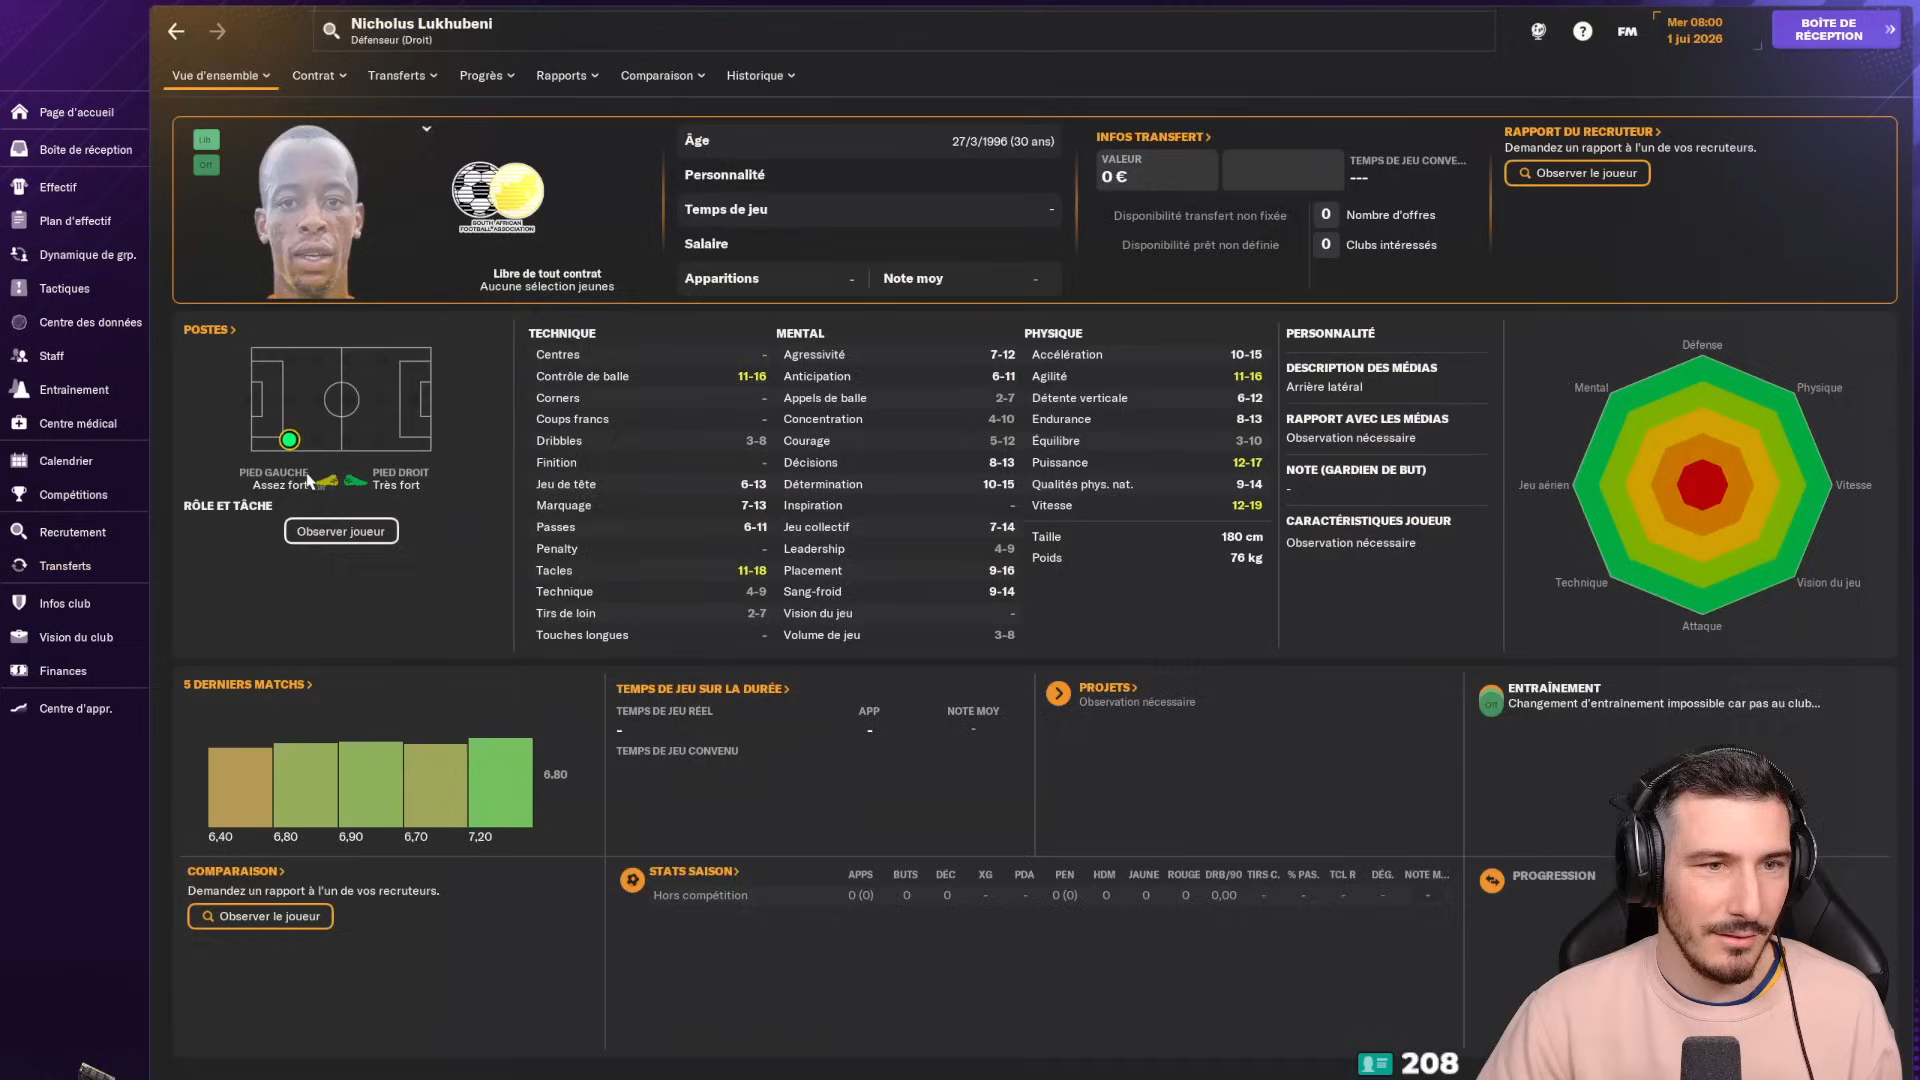 Nicholus Lukhubeni
Défenseur (Droit)
FM
Mer 08:00
1 jui 2026
BOÎTE DE
RÉCEPTION
Vue d'ensemble
Contrat
Transferts
Progrès
Rapports
Comparaison
Historique
Page d'accueil
Boîte de réception
Effectif
Plan d'effectif
Dynamique de grp.
Tactiques
Centre des données
Staff
Entraînement
Centre médical
Calendrier
Compétitions
Recrutement
Transferts
Infos club
Vision du club
Finances
Centre d'appr.
Lib
Off
SOUTH AFRICAN
FOOTBALL ASSOCIATION
Libre de tout contrat
Aucune sélection jeunes
Âge 27/3/1996 (30 ans)
Personnalité
Temps de jeu -
Salaire
Apparitions - Note moy -
INFOS TRANSFERT >
VALEUR
0 €
TEMPS DE JEU CONVE...
---
Disponibilité transfert non fixée
0 Nombre d'offres
Disponibilité prêt non définie
0 Clubs intéressés
RAPPORT DU RECRUTEUR >
Demandez un rapport à l'un de vos recruteurs.
Observer le joueur
POSTES >
PIED GAUCHE
Assez fort
PIED DROIT
Très fort
RÔLE ET TÂCHE
Observer joueur
TECHNIQUE
Centres -
Contrôle de balle 11-16
Corners -
Coups francs -
Dribbles 3-8
Finition -
Jeu de tête 6-13
Marquage 7-13
Passes 6-11
Penalty -
Tacles 11-18
Technique 4-9
Tirs de loin 2-7
Touches longues -
MENTAL
Agressivité 7-12
Anticipation 6-11
Appels de balle 2-7
Concentration 4-10
Courage 5-12
Décisions 8-13
Détermination 10-15
Inspiration -
Jeu collectif 7-14
Leadership 4-9
Placement 9-16
Sang-froid 9-14
Vision du jeu -
Volume de jeu 3-8
PHYSIQUE
Accélération 10-15
Agilité 11-16
Détente verticale 6-12
Endurance 8-13
Équilibre 3-10
Puissance 12-17
Qualités phys. nat. 9-14
Vitesse 12-19
Taille 180 cm
Poids 76 kg
PERSONNALITÉ
DESCRIPTION DES MÉDIAS
Arrière latéral
RAPPORT AVEC LES MÉDIAS
Observation nécessaire
NOTE (GARDIEN DE BUT)
-
CARACTÉRISTIQUES JOUEUR
Observation nécessaire
Défense
Mental
Physique
Jeu aérien
Vitesse
Technique
Vision du jeu
Attaque
5 DERNIERS MATCHS >
6.80
6,40 6,80 6,90 6,70 7,20
TEMPS DE JEU SUR LA DURÉE >
TEMPS DE JEU RÉEL APP NOTE MOY
- - -
TEMPS DE JEU CONVENU
PROJETS >
Observation nécessaire
ENTRAÎNEMENT
Off
Changement d'entraînement impossible car pas au club...
COMPARAISON >
Demandez un rapport à l'un de vos recruteurs.
Observer le joueur
STATS SAISON > APPS BUTS DÉC XG PDA PEN HDM JAUNE ROUGE DRB/90 TIRS C. % PAS. TCL R DÉG. NOTE M...
Hors compétition 0 (0) 0 0 - - 0 (0) 0 0 0 0,00 - - - - -
PROGRESSION
208